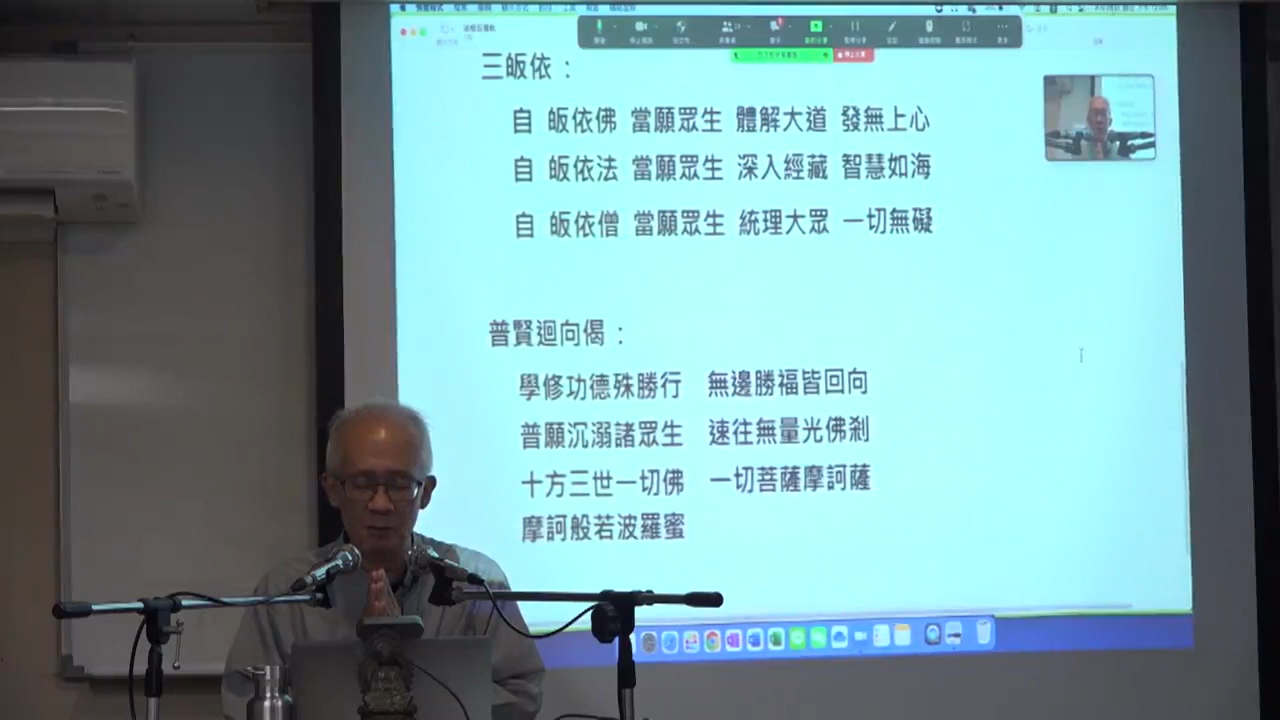 三皈依：
自 皈依佛 當願眾生 體解大道 發無上心
自 皈依法 當願眾生 深入經藏 智慧如海
自 皈依僧 當願眾生 統理大眾 一切無礙
普賢迴向偈：
學修功德殊勝行 無邊勝福皆回向
普願沉溺諸眾生 速往無量光佛剎
十方三世一切佛 一切菩薩摩訶薩
摩訶般若波羅蜜